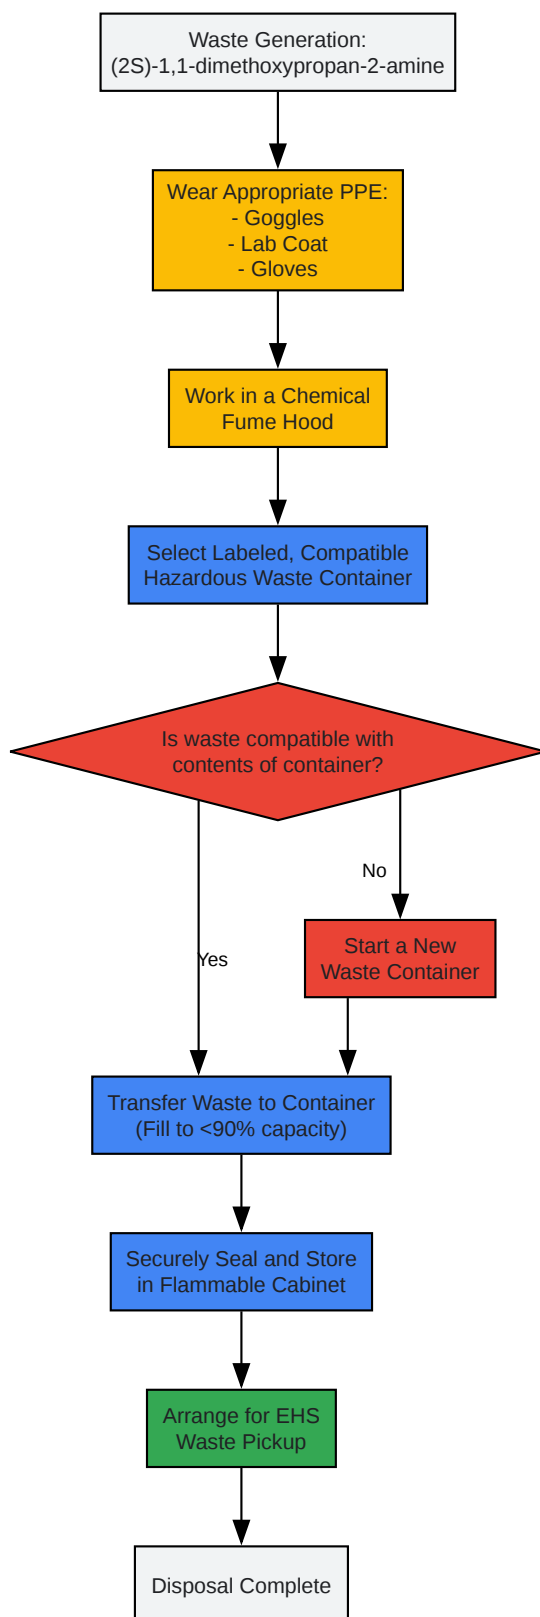 Waste Generation:
(2S)-1,1-dimethoxypropan-2-amine
Wear Appropriate PPE:
- Goggles
- Lab Coat
- Gloves
Work in a Chemical
Fume Hood
Select Labeled, Compatible
Hazardous Waste Container
Is waste compatible with
contents of container?
No
Start a New
Waste Container
Yes
Transfer Waste to Container
(Fill to <90% capacity)
Securely Seal and Store
in Flammable Cabinet
Arrange for EHS
Waste Pickup
Disposal Complete